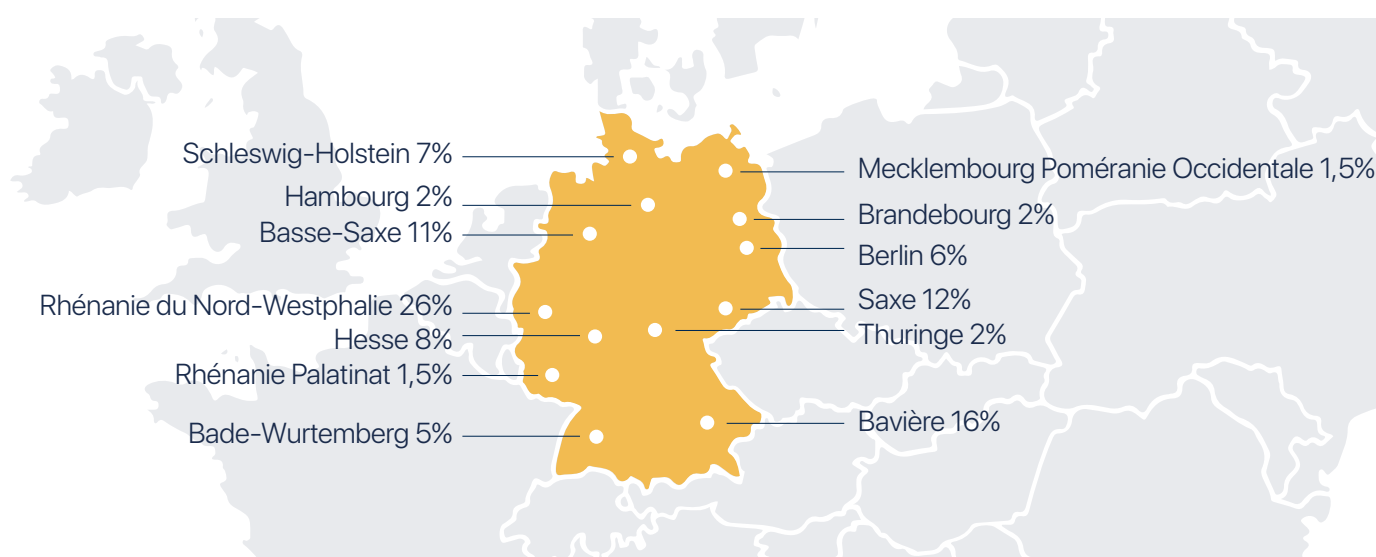 Schleswig-Holstein 7%
Hambourg 2%
Basse-Saxe 11%
Rhénanie du Nord-Westphalie 26%
Hesse 8%
Rhénanie Palatinat 1,5%
Bade-Wurtemberg 5%
Mecklembourg Poméranie Occidentale 1,5%
Brandebourg 2%
Berlin 6%
Saxe 12%
Thuringe 2%
Bavière 16%